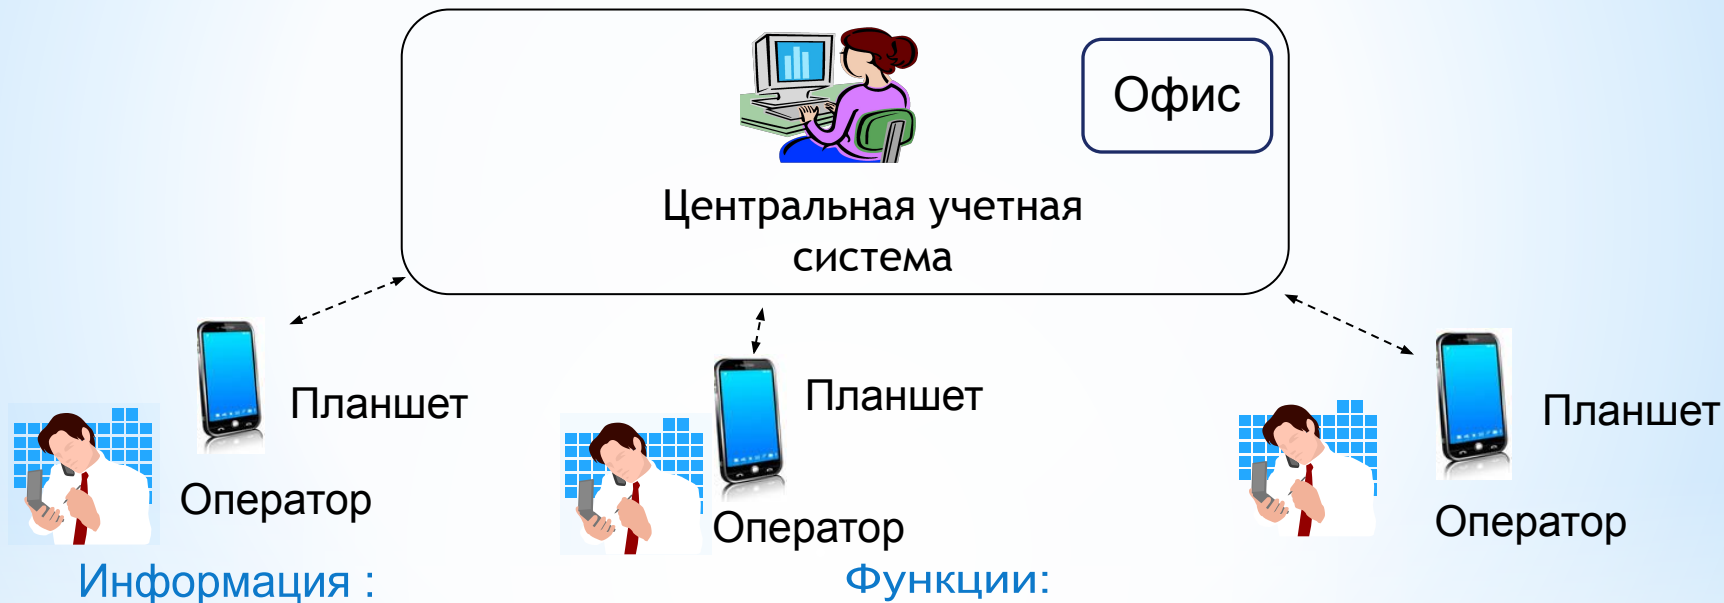 Офис
Центральная учетная
система
Планшет
Планшет
Планшет
Оператор
Оператор
Оператор
Информация :
Функции: